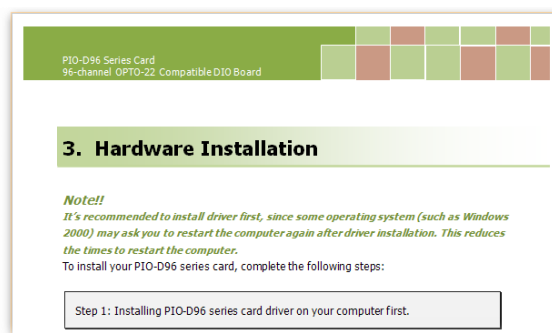 PIO-D96 Series Card
96-channel OPTO-22 Compatible DIO Board
3. Hardware Installation
Note!!
It's recommended to install driver first, since some operating system (such as Windows
2000) may ask you to restart the computer again after driver installation. This reduces
the times to restart the computer.
To install your PIO-D96 series card, complete the following steps:
Step 1: Installing PIO-D96 series card driver on your computer first.